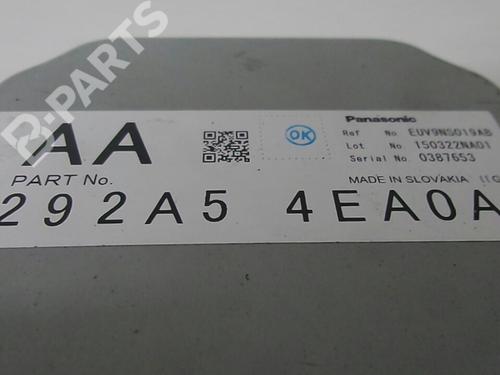 B-PARTS
AA
PART No.
292A5 4EA0A
OK
Panasonic
Ref No. EUV9NS019AB
Lot No. 150322NA01
Serial No. 0387653
MADE IN SLOVAKIA